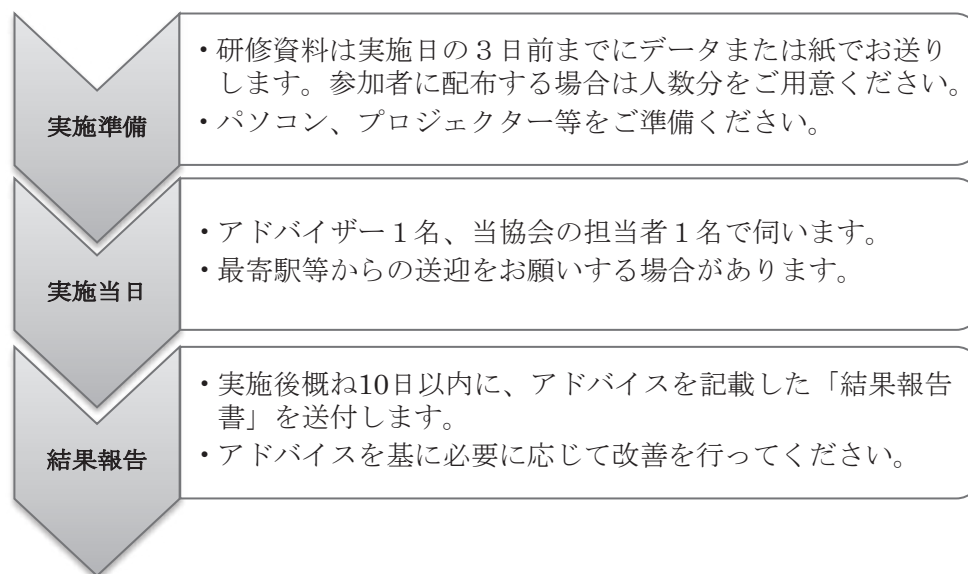 実施準備
・研修資料は実施日の３日前までにデータまたは紙でお送り
します。参加者に配布する場合は人数分をご用意ください。
・パソコン、プロジェクター等をご準備ください。
実施当日
・アドバイザー１名、当協会の担当者１名で伺います。
・最寄駅等からの送迎をお願いする場合があります。
結果報告
・実施後概ね10日以内に、アドバイスを記載した「結果報告
書」を送付します。
・アドバイスを基に必要に応じて改善を行ってください。